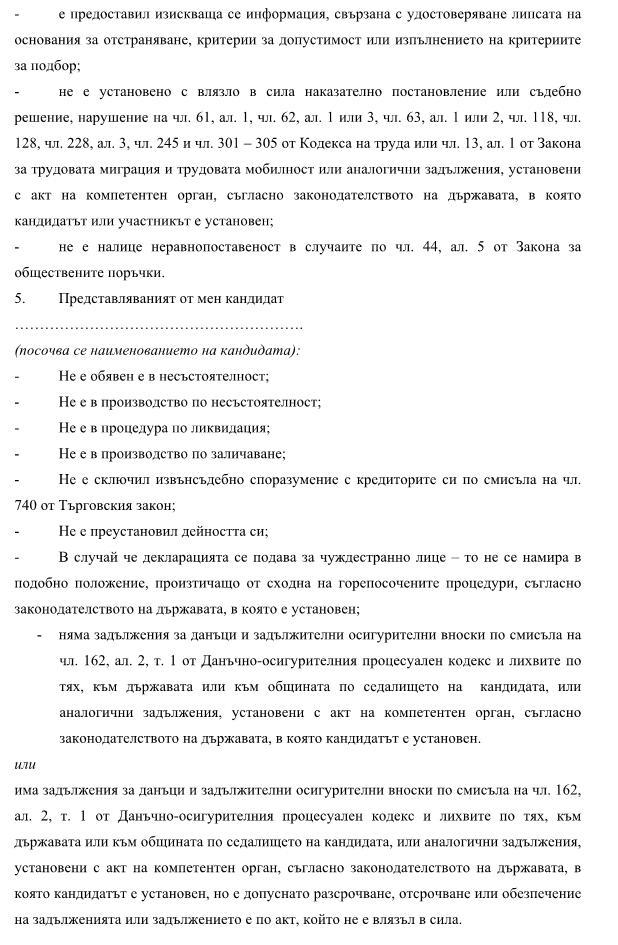 - е предоставил изискваща се информация, свързана с удостоверяване липсата на
основания за отстраняване, критерии за допустимост или изпълнението на критериите
за подбор;
- не е установено с влязло в сила наказателно постановление или съдебно
решение, нарушение на чл. 61, ал. 1, чл. 62, ал. 1 или 3, чл. 63, ал. 1 или 2, чл. 118, чл.
128, чл. 228, ал. 3, чл. 245 и чл. 301 – 305 от Кодекса на труда или чл. 13, ал. 1 от Закона
за трудовата миграция и трудовата мобилност или аналогични задължения, установени
с акт на компетентен орган, съгласно законодателството на държавата, в която
кандидатът или участникът е установен;
- не е налице неравнопоставеност в случаите по чл. 44, ал. 5 от Закона за
обществените поръчки.
5. Представляваният от мен кандидат
………………………………………………….
(посочва се наименованието на кандидата):
- Не е обявен е в несъстоятелност;
- Не е в производство по несъстоятелност;
- Не е в процедура по ликвидация;
- Не е в производство по заличаване;
- Не е сключил извънсъдебно споразумение с кредиторите си по смисъла на чл.
740 от Търговския закон;
- Не е преустановил дейността си;
- В случай че декларацията се подава за чуждестранно лице – то не се намира в
подобно положение, произтичащо от сходна на горепосочените процедури, съгласно
законодателството на държавата, в която е установен;
- няма задължения за данъци и задължителни осигурителни вноски по смисъла на
чл. 162, ал. 2, т. 1 от Данъчно-осигурителния процесуален кодекс и лихвите по
тях, към държавата или към общината по седалището на кандидата, или
аналогични задължения, установени с акт на компетентен орган, съгласно
законодателството на държавата, в която кандидатът е установен.
или
има задължения за данъци и задължителни осигурителни вноски по смисъла на чл. 162,
ал. 2, т. 1 от Данъчно-осигурителния процесуален кодекс и лихвите по тях, към
държавата или към общината по седалището на кандидата, или аналогични задължения,
установени с акт на компетентен орган, съгласно законодателството на държавата, в
която кандидатът е установен, но е допуснато разсрочване, отсрочване или обезпечение
на задълженията или задължението е по акт, който не е влязъл в сила.